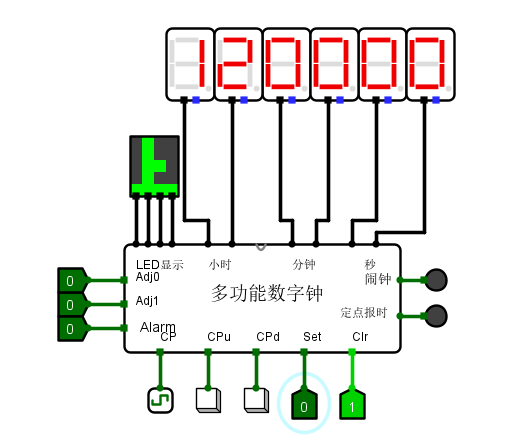 120000
LED显示 小时 分钟 秒
Adj0 闹钟
0
多功能数字钟
Adj1
0
定点报时
Alarm
0
CP CPu CPd Set Clr
0 1